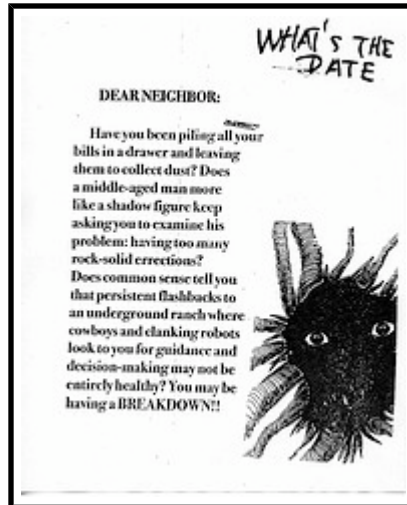 WHAT'S THE
DATE
DEAR NEIGHBOR:
Have you been piling all your
bills in a drawer and leaving
them to collect dust? Does
a middle-aged man more
like a shadow figure keep
asking you to examine his
problem: having too many
rock-solid errections?
Does common sense tell you
that persistent flashbacks to
an underground ranch where
cowboys and clanking robots
look to you for guidance and
decision-making may not be
entirely healthy? You may be
having a BREAKDOWN!!